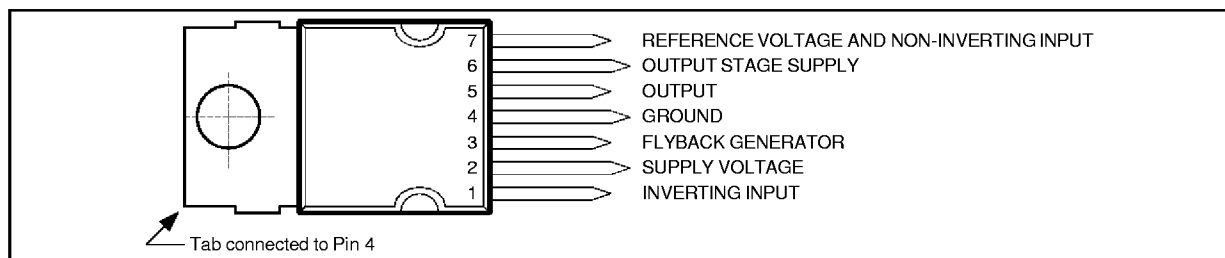 7 REFERENCE VOLTAGE AND NON-INVERTING INPUT
6 OUTPUT STAGE SUPPLY
5 OUTPUT
4 GROUND
3 FLYBACK GENERATOR
2 SUPPLY VOLTAGE
1 INVERTING INPUT
Tab connected to Pin 4